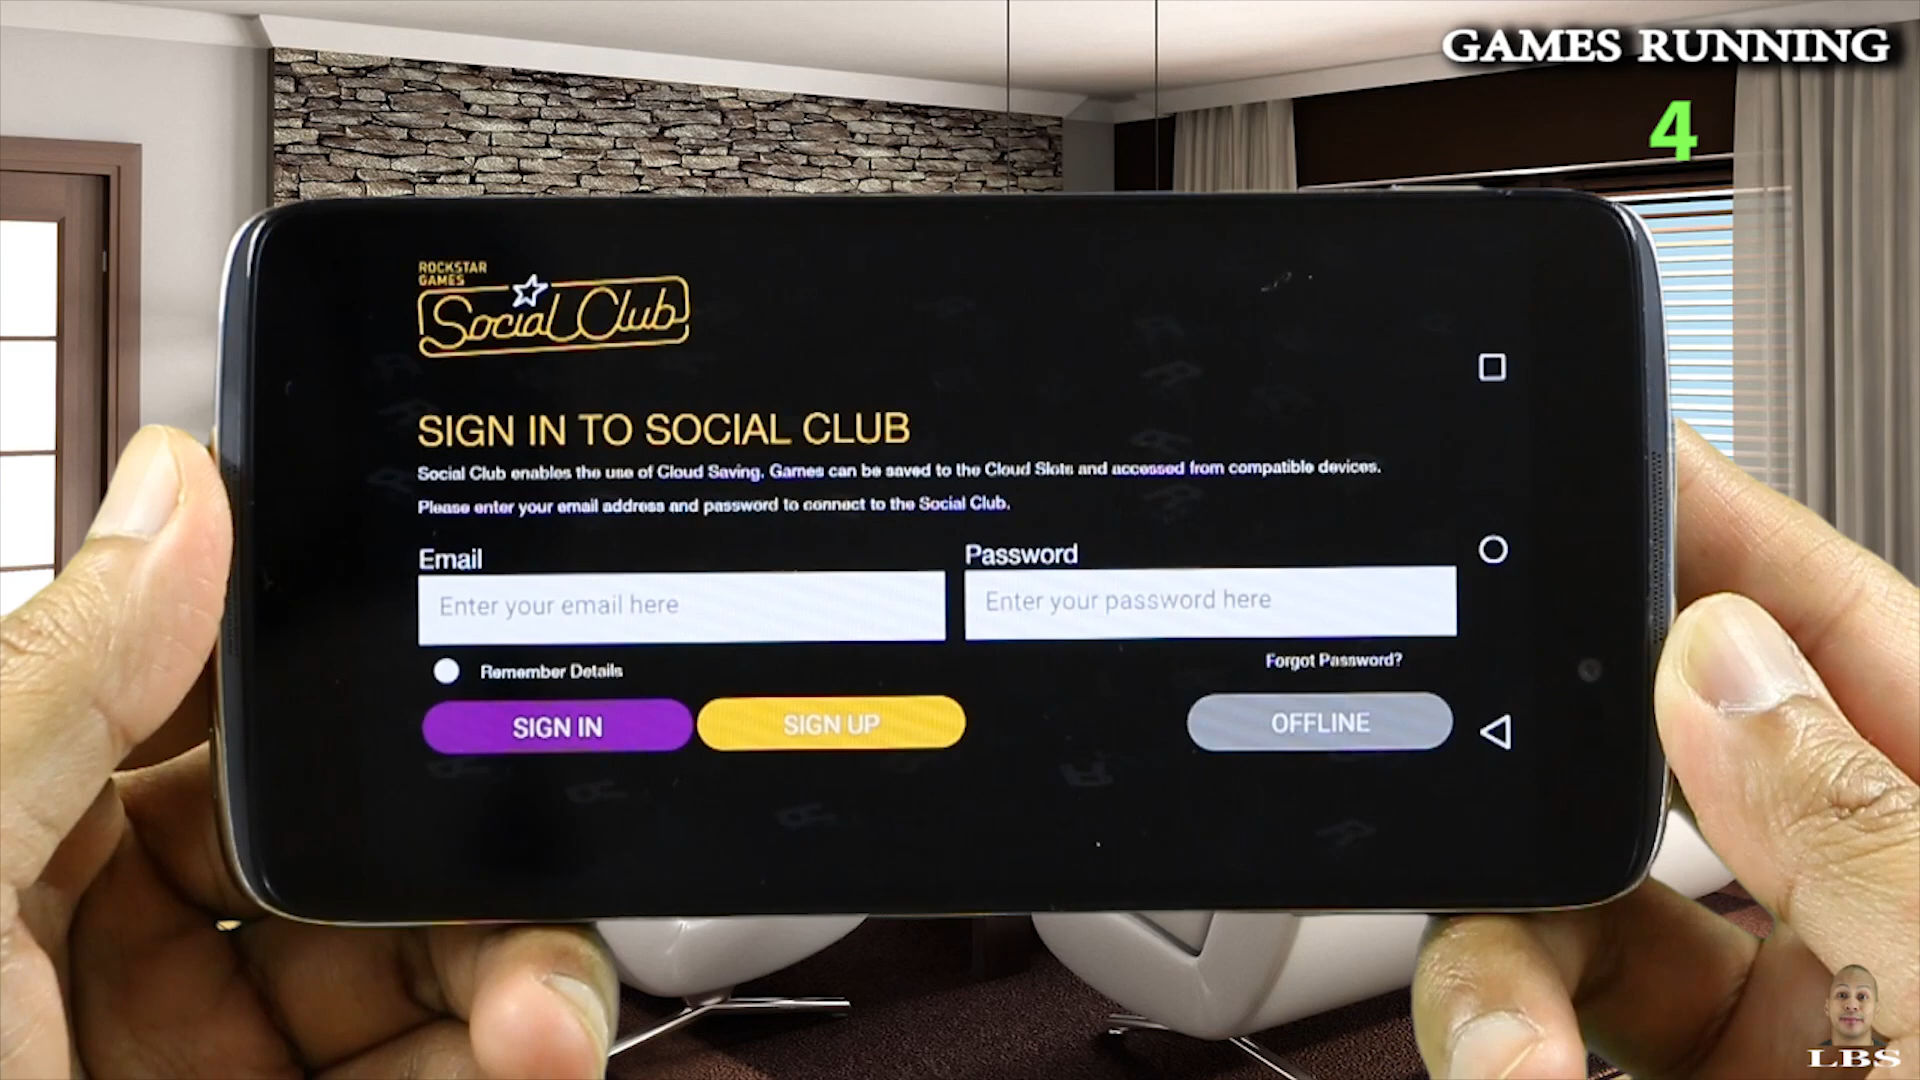 GAMES RUNNING
4
ROCKSTAR
GAMES
Social Club
SIGN IN TO SOCIAL CLUB
Social Club enables the use of Cloud Saving. Games can be saved to the Cloud Slots and accessed from compatible devices.
Please enter your email address and password to connect to the Social Club.
Email
Password
Enter your email here
Enter your password here
Remember Details
Forgot Password?
SIGN IN
SIGN UP
OFFLINE
LBS